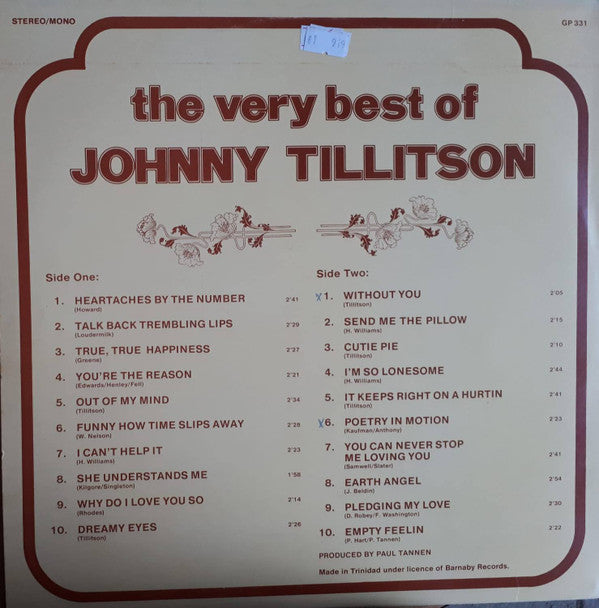 STEREO/MONO
GP 331
the very best of
JOHNNY TILLITSON
Side One:
1. HEARTACHES BY THE NUMBER 2'41
(Howard)
2. TALK BACK TREMBLING LIPS 2'29
(Loudermilk)
3. TRUE, TRUE HAPPINESS 2'27
(Greene)
4. YOU'RE THE REASON 2'21
(Edwards/Henley/Fell)
5. OUT OF MY MIND 2'34
(Tillitson)
6. FUNNY HOW TIME SLIPS AWAY 2'28
(W. Nelson)
7. I CAN'T HELP IT 2'23
(H. Williams)
8. SHE UNDERSTANDS ME 1'58
(Kilgore/Singleton)
9. WHY DO I LOVE YOU SO 2'14
(Rhodes)
10. DREAMY EYES 2'26
(Tillitson)
Side Two:
x1. WITHOUT YOU 2'05
(Tillitson)
2. SEND ME THE PILLOW 2'15
(H. Williams)
3. CUTIE PIE 2'10
(Tillitson)
4. I'M SO LONESOME 2'44
(H. Williams)
5. IT KEEPS RIGHT ON A HURTIN 2'41
(Tillitson)
x6. POETRY IN MOTION 2'23
(Kaufman/Anthony)
7. YOU CAN NEVER STOP
ME LOVING YOU 2'41
(Samwell/Slater)
8. EARTH ANGEL 2'54
(J. Beldin)
9. PLEDGING MY LOVE 2'30
(D. Robey/F. Washington)
10. EMPTY FEELIN 2'22
(P. Hart/P. Tannen)
PRODUCED BY PAUL TANNEN
Made in Trinidad under licence of Barnaby Records.